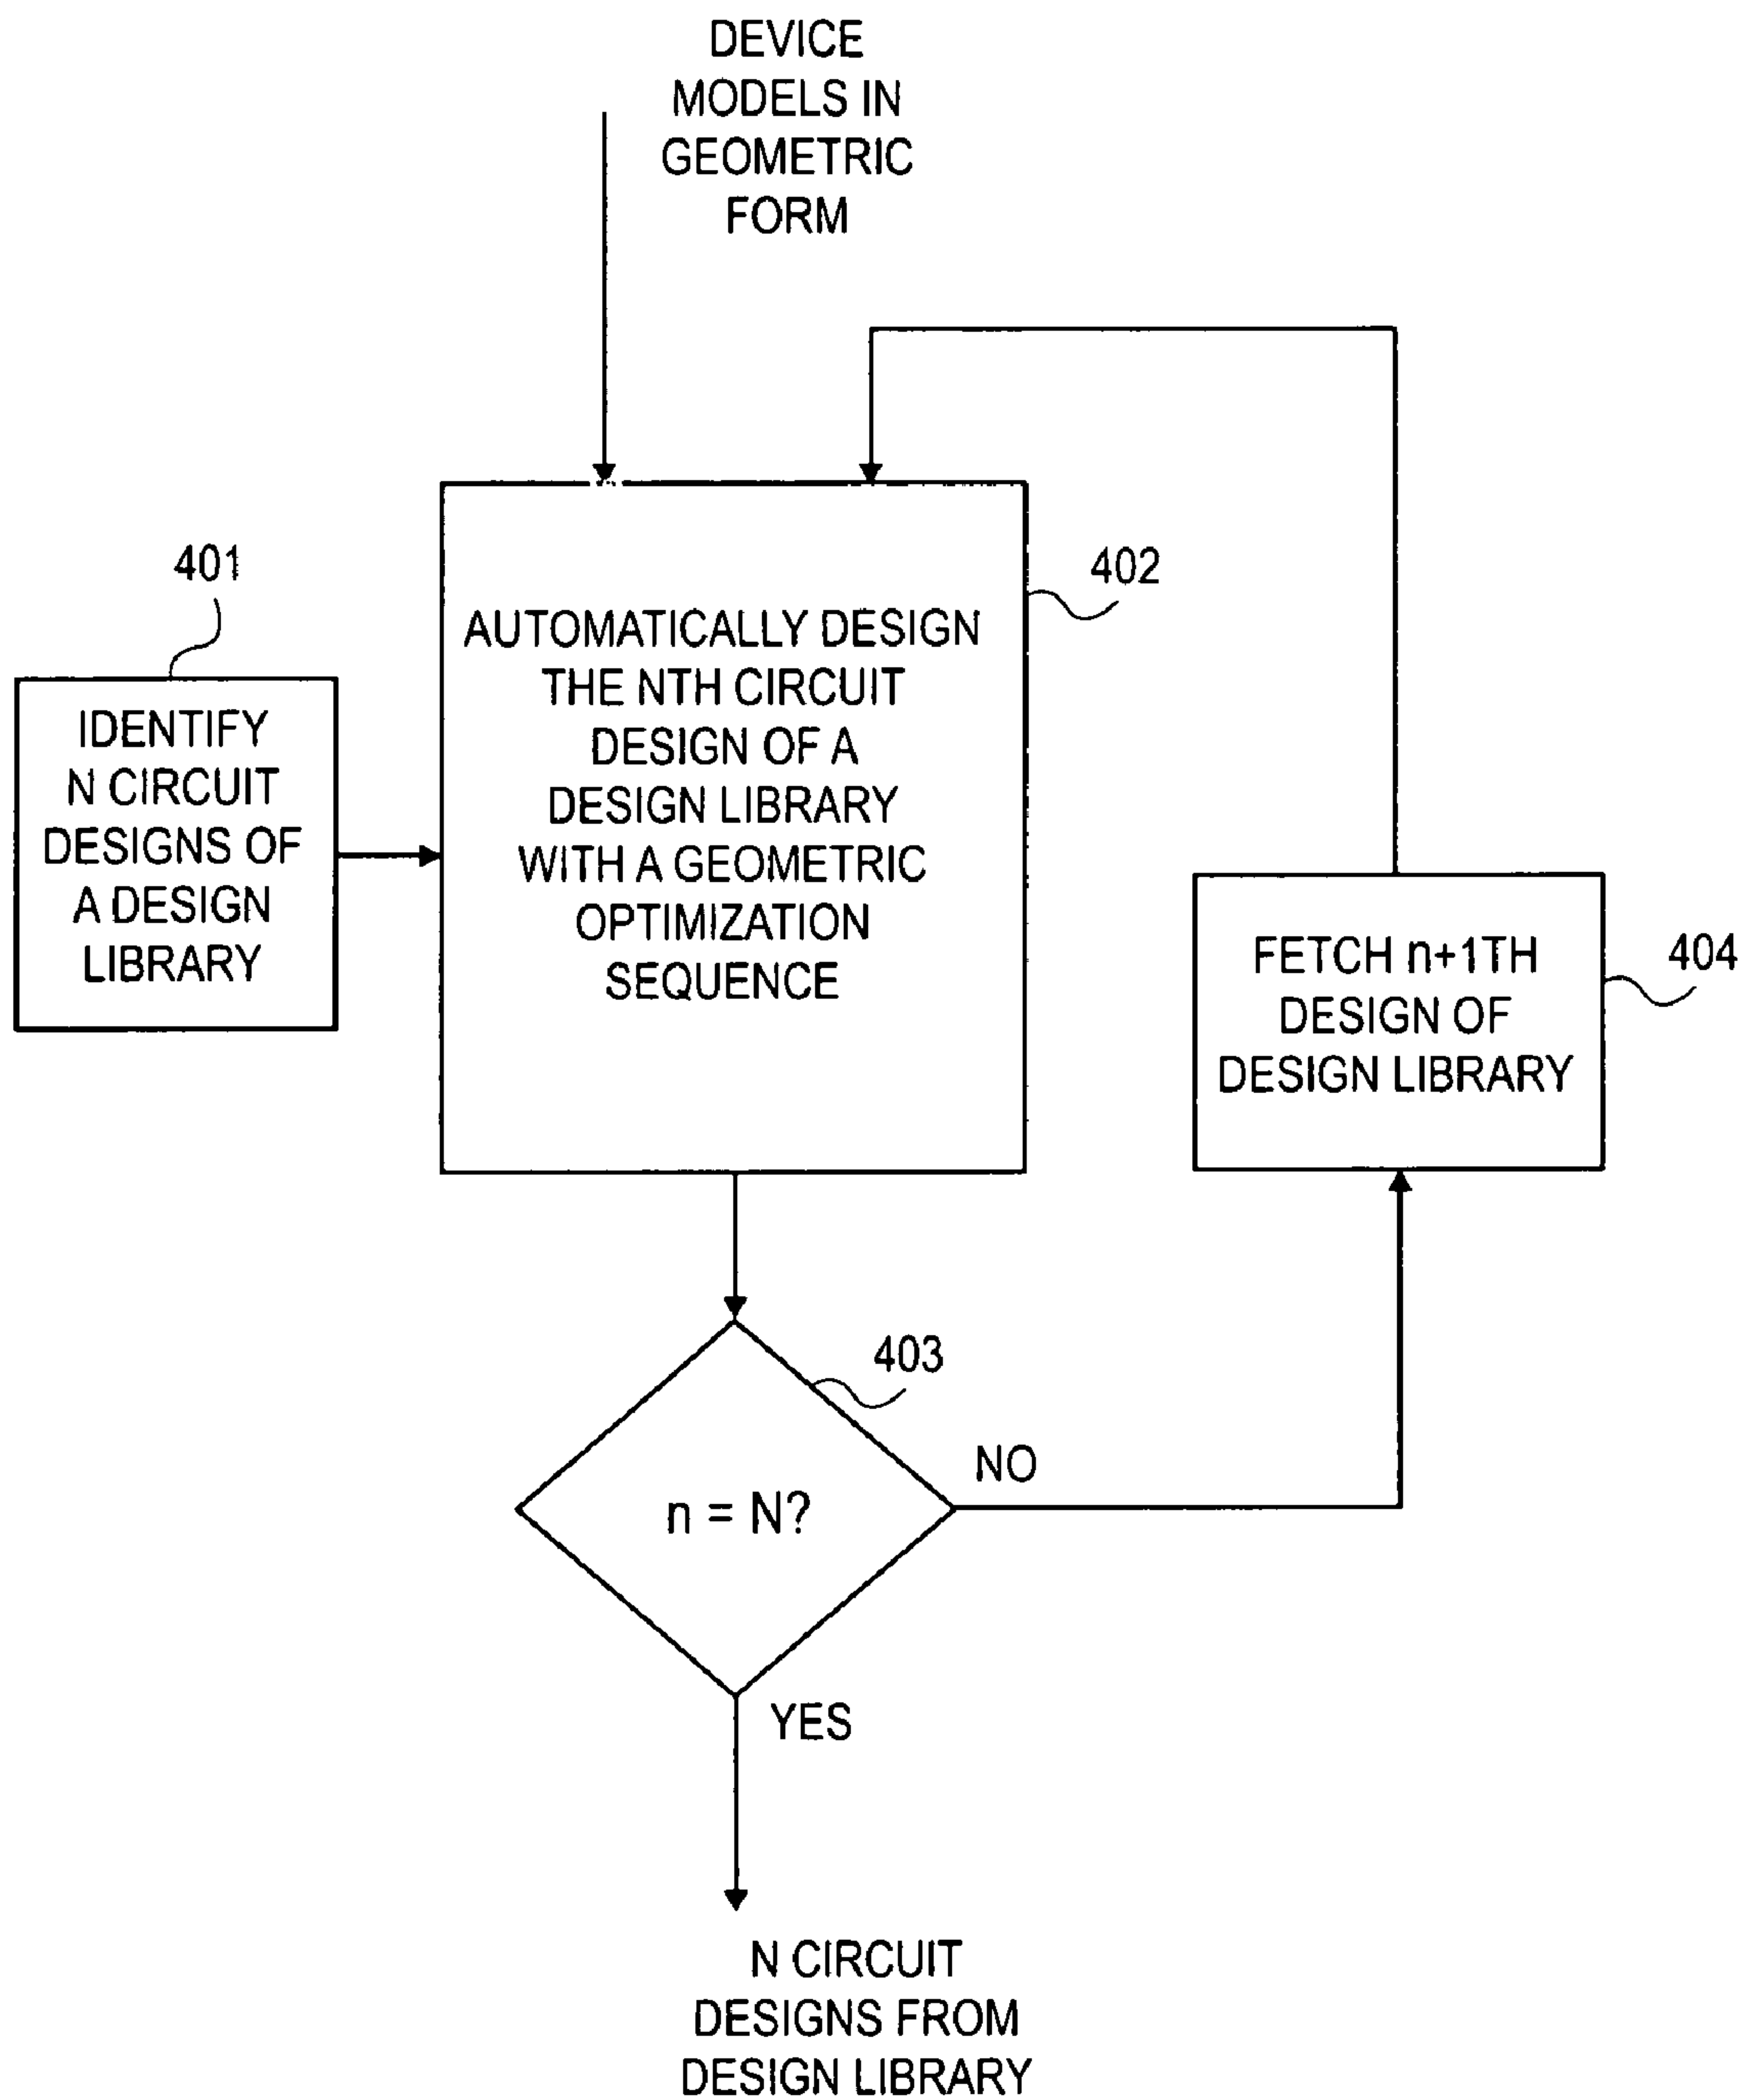 DEVICE
MODELS IN
GEOMETRIC
FORM
401
IDENTIFY
N CIRCUIT
DESIGNS OF
A DESIGN
LIBRARY
402
AUTOMATICALLY DESIGN
THE NTH CIRCUIT
DESIGN OF A
DESIGN LIBRARY
WITH A GEOMETRIC
OPTIMIZATION
SEQUENCE
404
FETCH n+1TH
DESIGN OF
DESIGN LIBRARY
403
n = N?
NO
YES
N CIRCUIT
DESIGNS FROM
DESIGN LIBRARY